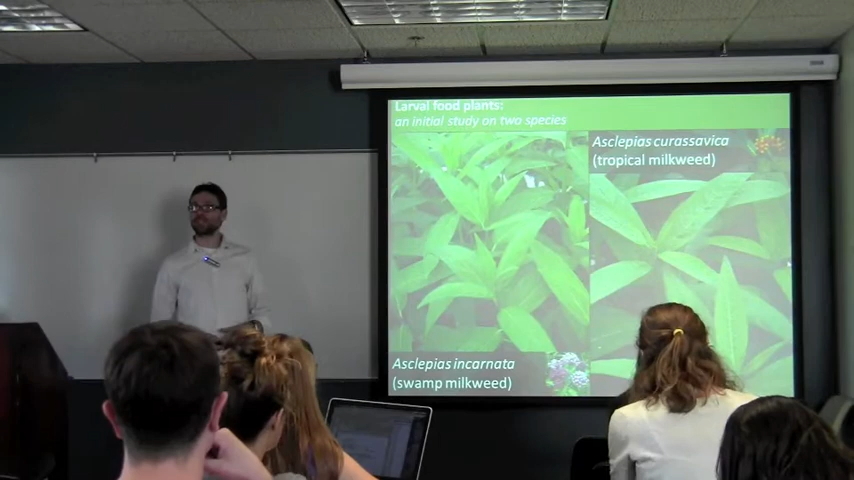 Larval food plants:
an initial study on two species
Asclepias curassavica
(tropical milkweed)
Asclepias incarnata
(swamp milkweed)